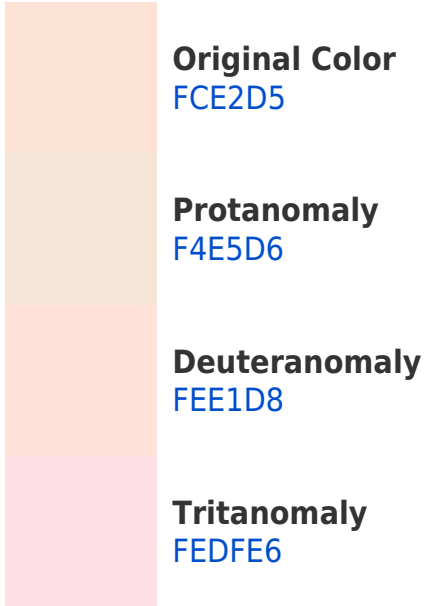 Original Color
FCE2D5
Protanomaly
F4E5D6
Deuteranomaly
FEE1D8
Tritanomaly
FEDFE6